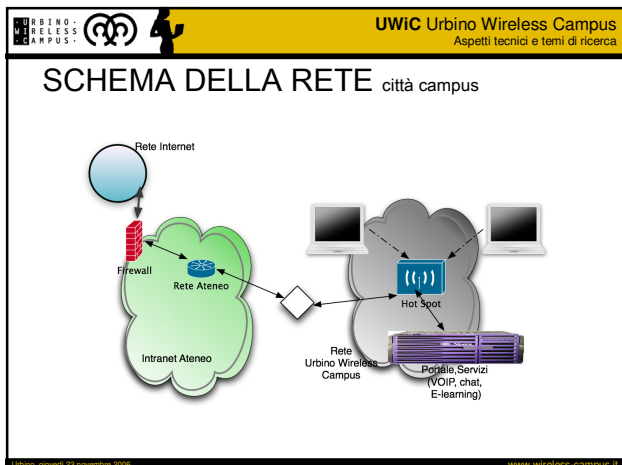 ·URBINO·
WIRELESS
·CAMPUS·
UWiC Urbino Wireless Campus
Aspetti tecnici e temi di ricerca
SCHEMA DELLA RETE città campus
Rete Internet
Firewall
Rete Ateneo
Hot Spot
Intranet Ateneo
Rete
Urbino Wireless
Campus
Portale,Servizi
(VOIP, chat,
E-learning)
Urbino, giovedì 23 novembre 2006
www.wireless-campus.it